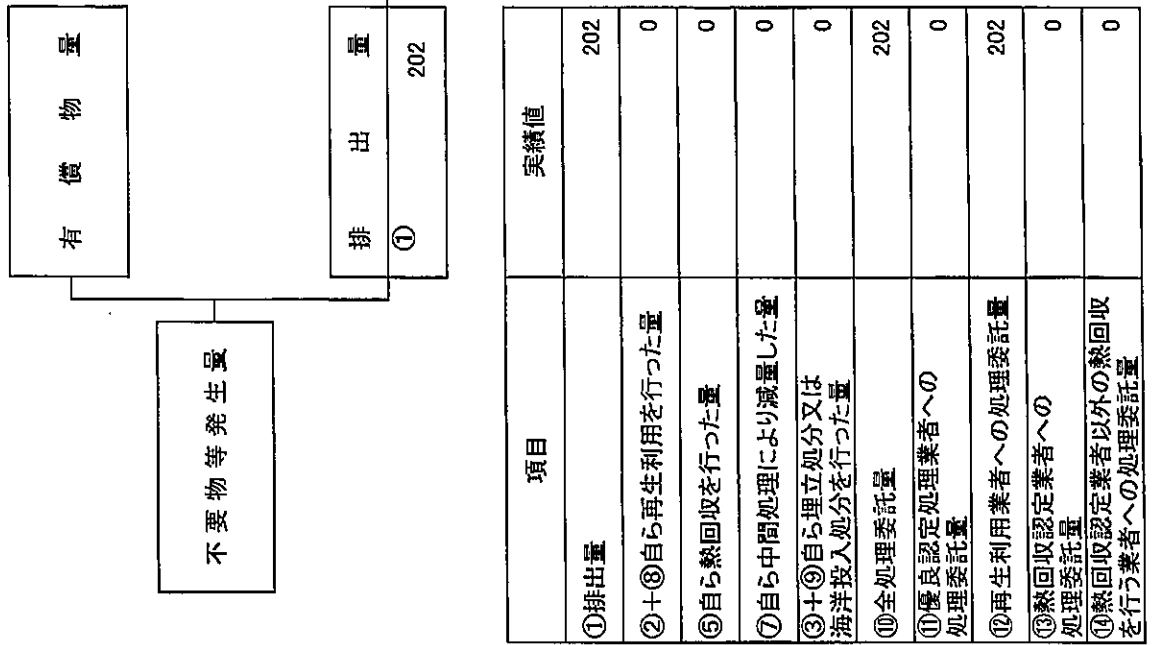 有償物量
不要物等発生量
排出量
① 202
項目 実績値
①排出量 202
②+⑧自ら再生利用を行った量 0
⑤自ら熱回収を行った量 0
⑦自ら中間処理により減量した量 0
③+⑨自ら埋立処分又は
海洋投入処分を行った量 0
⑩全処理委託量 202
⑪優良認定処理業者への
処理委託量 0
⑫再生利用業者への処理委託量 202
⑬熱回収認定業者への
処理委託量 0
⑭熱回収認定業者以外の熱回収
を行う業者への処理委託量 0